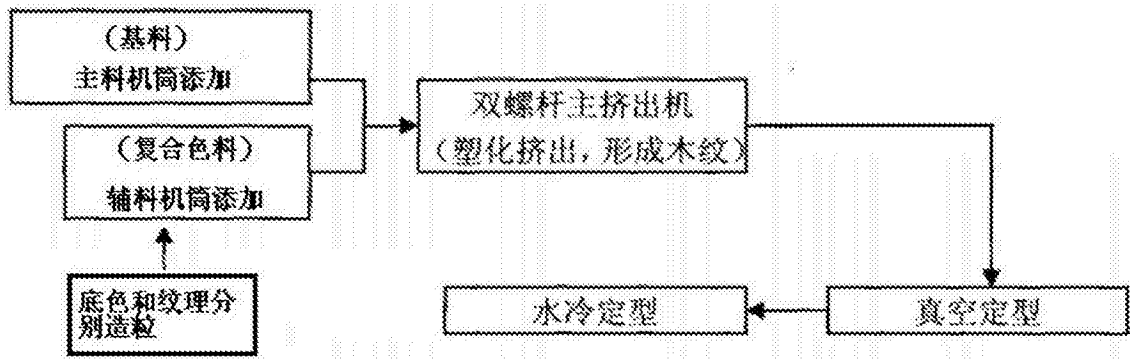 （基料）
主料机筒添加
（复合色料）
辅料机筒添加
底色和纹理分
别造粒
双螺杆主挤出机
（塑化挤出，形成木纹）
真空定型
水冷定型